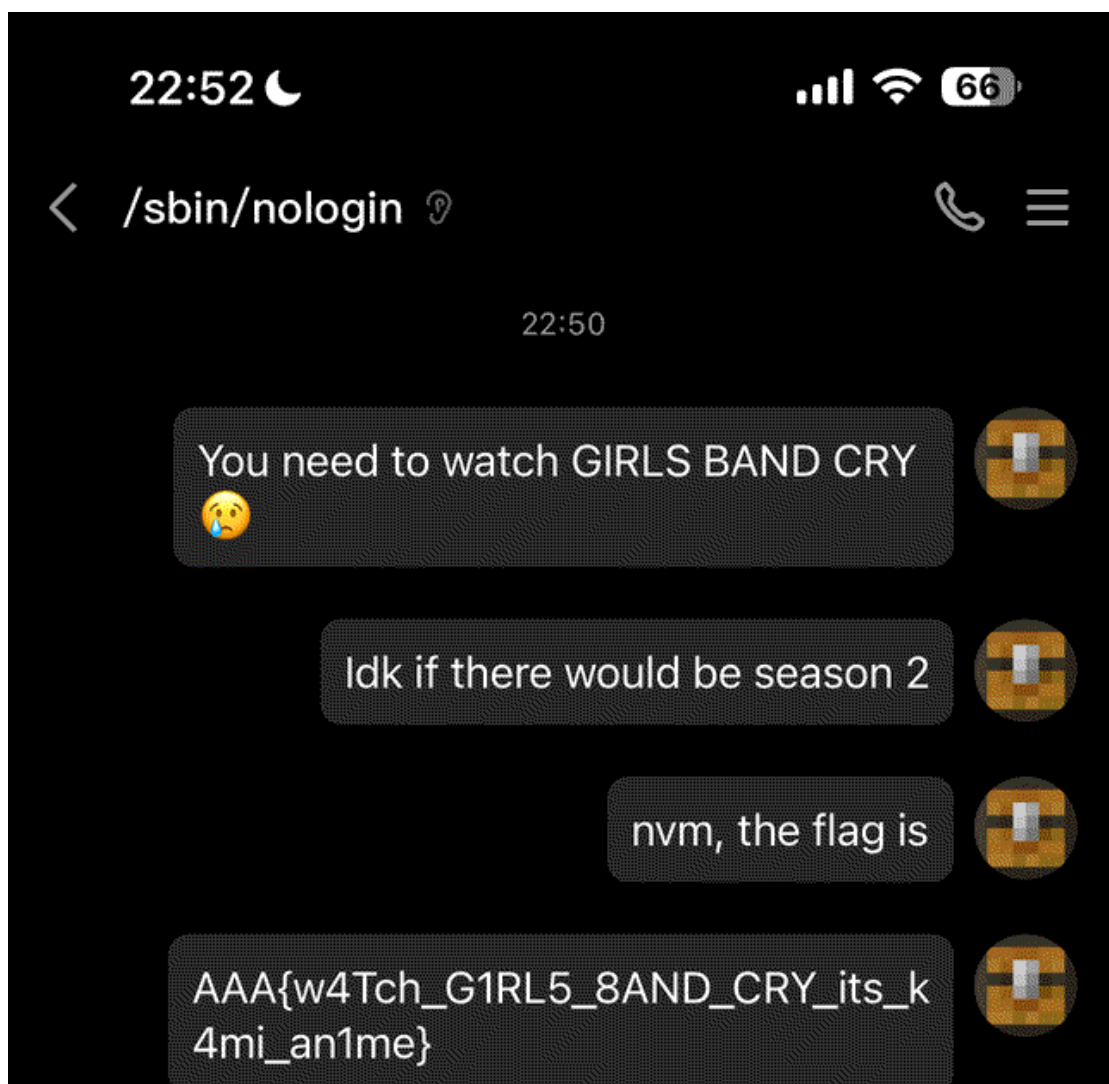 22:52
66
/sbin/nologin
22:50
You need to watch GIRLS BAND CRY
😢
Idk if there would be season 2
nvm, the flag is
AAA{w4Tch_G1RL5_8AND_CRY_its_k
4mi_an1me}